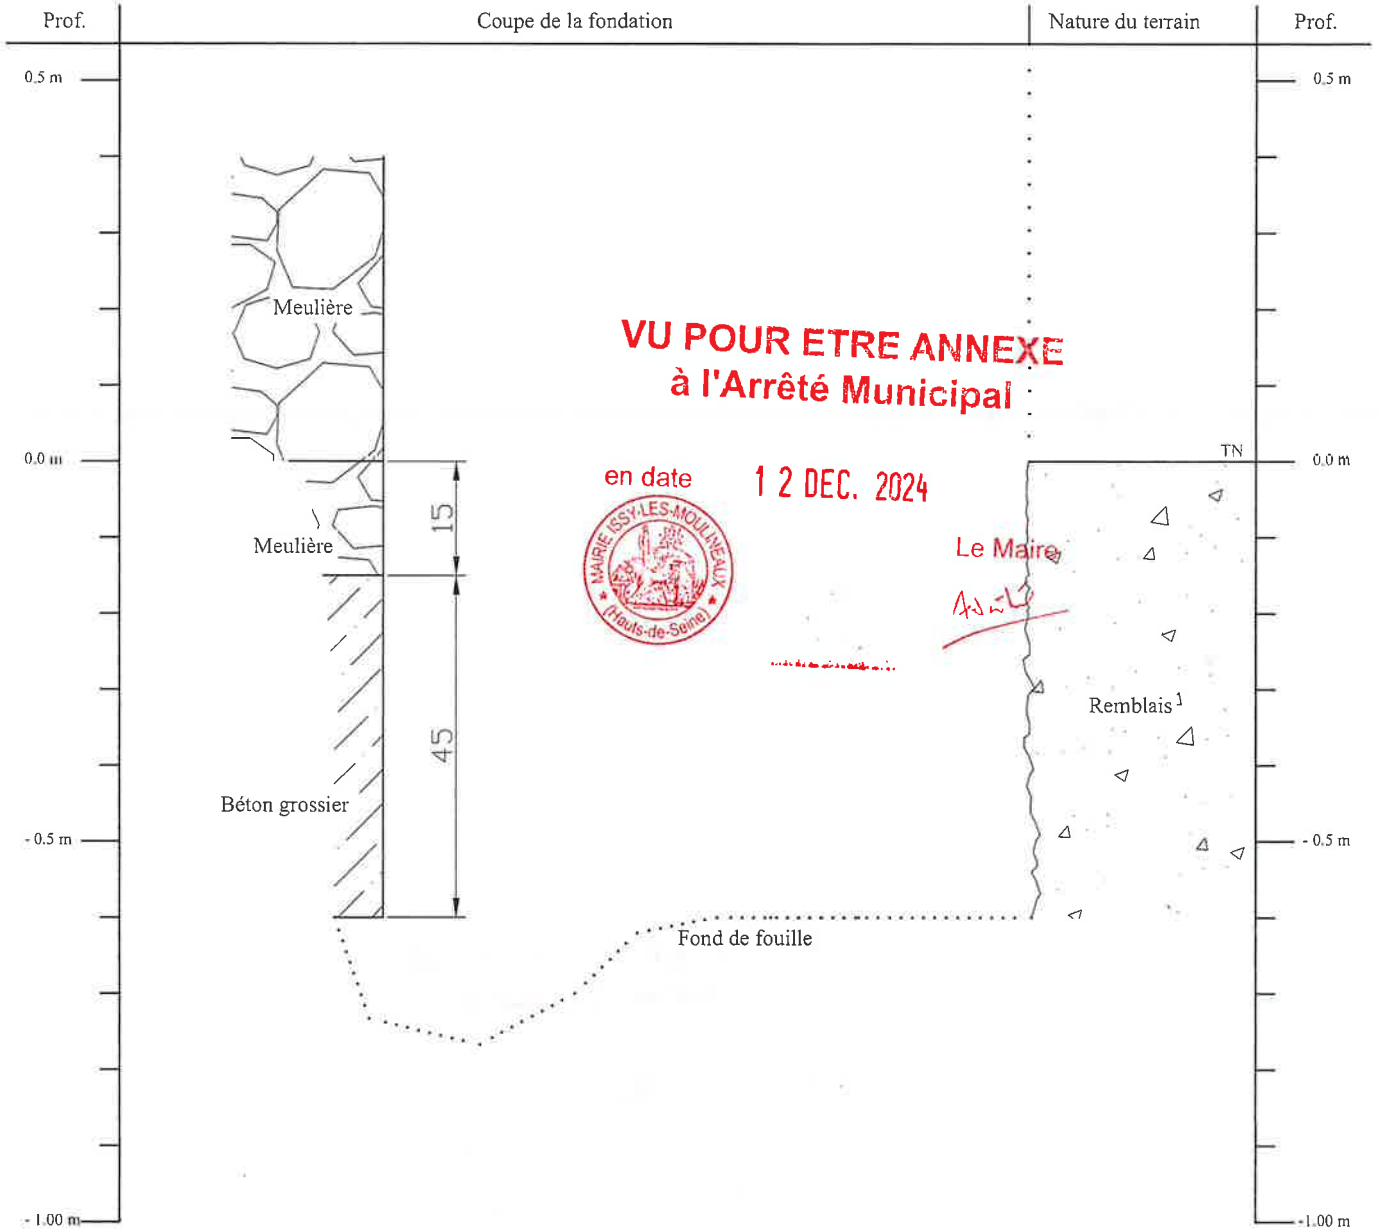 Prof. Coupe de la fondation Nature du terrain Prof.
0.5 m 0.5 m
Meulière
VU POUR ETRE ANNEXE
à l'Arrêté Municipal
0.0 m TN 0.0 m
en date 12 DEC. 2024
MAIRIE ISSY-LES-MOULINEAUX
(Hauts-de-Seine)
15
Meulière
Le Maire
Remblais
45
Béton grossier
- 0.5 m - 0.5 m
Fond de fouille
- 1.00 m -1.00 m